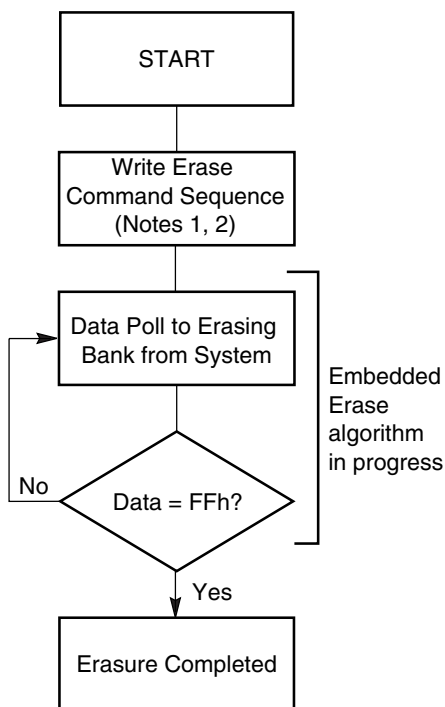 START
Write Erase
Command Sequence
(Notes 1, 2)
Data Poll to Erasing
Bank from System
Embedded
Erase
algorithm
in progress
No
Data = FFh?
Yes
Erasure Completed